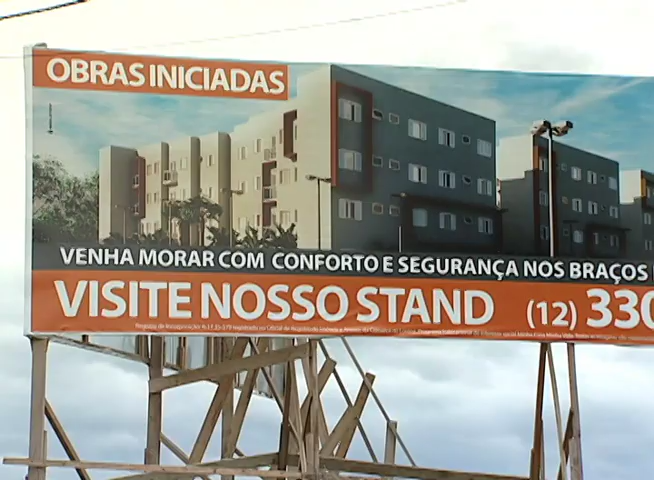 OBRAS INICIADAS
VENHA MORAR COM CONFORTO E SEGURANÇA NOS BRAÇOS
VISITE NOSSO STAND (12) 330